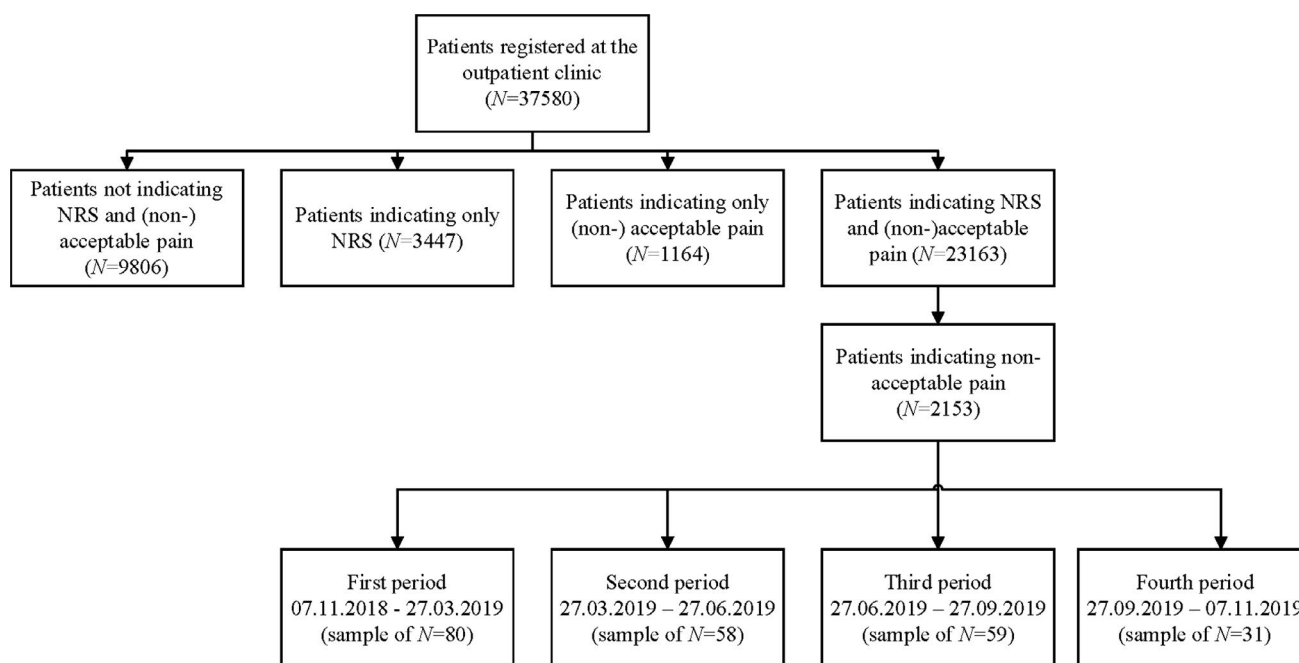 Patients registered at the
outpatient clinic
(N=37580)
Patients not indicating
NRS and (non-)
acceptable pain
(N=9806)
Patients indicating only
NRS (N=3447)
Patients indicating only
(non-) acceptable pain
(N=1164)
Patients indicating NRS
and (non-)acceptable
pain (N=23163)
Patients indicating non-
acceptable pain
(N=2153)
First period
07.11.2018 - 27.03.2019
(sample of N=80)
Second period
27.03.2019 – 27.06.2019
(sample of N=58)
Third period
27.06.2019 – 27.09.2019
(sample of N=59)
Fourth period
27.09.2019 – 07.11.2019
(sample of N=31)